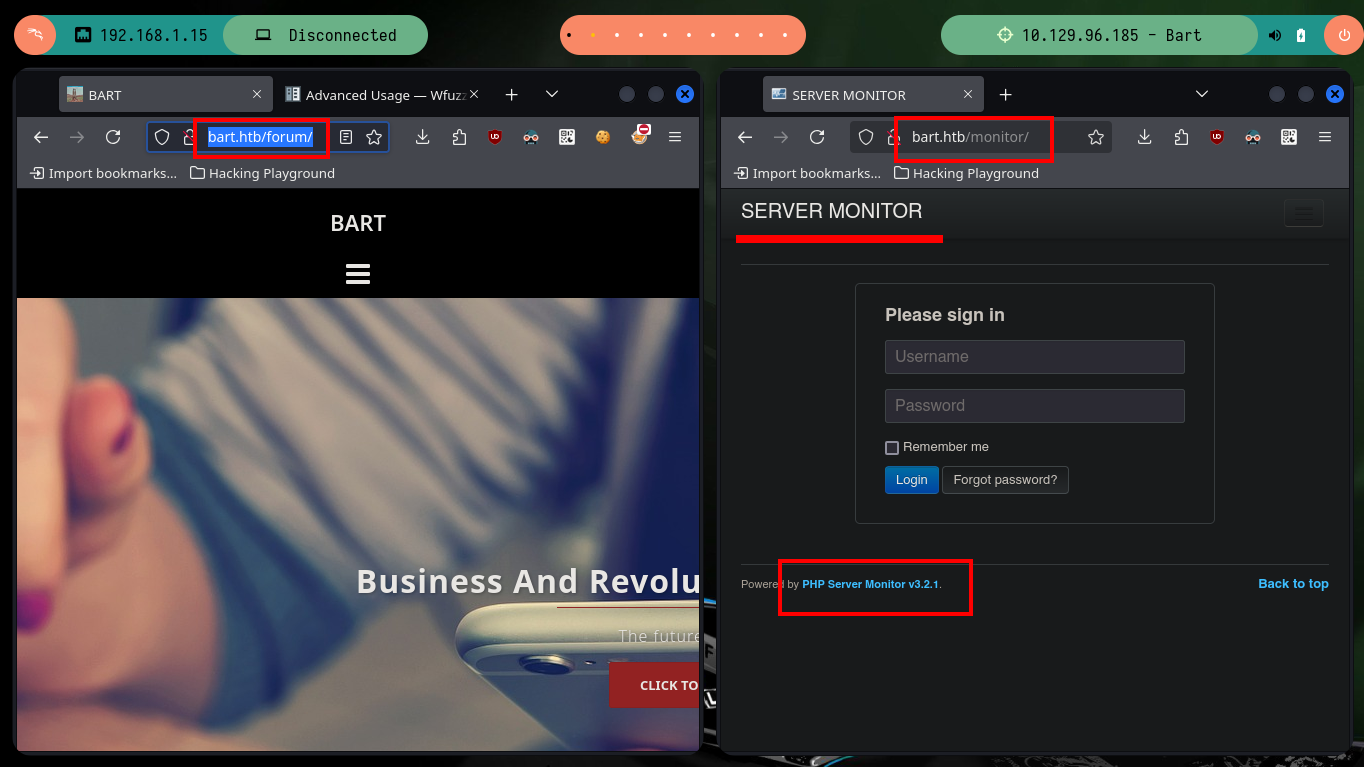 192.168.1.15
Disconnected
10.129.96.185 - Bart
BART
Advanced Usage — Wfuzz
bart.htb/forum/
Import bookmarks...
Hacking Playground
BART
Business And Revolu
The future
CLICK TO
SERVER MONITOR
bart.htb/monitor/
Import bookmarks...
Hacking Playground
SERVER MONITOR
Please sign in
Username
Password
Remember me
Login
Forgot password?
Powered by PHP Server Monitor v3.2.1.
Back to top